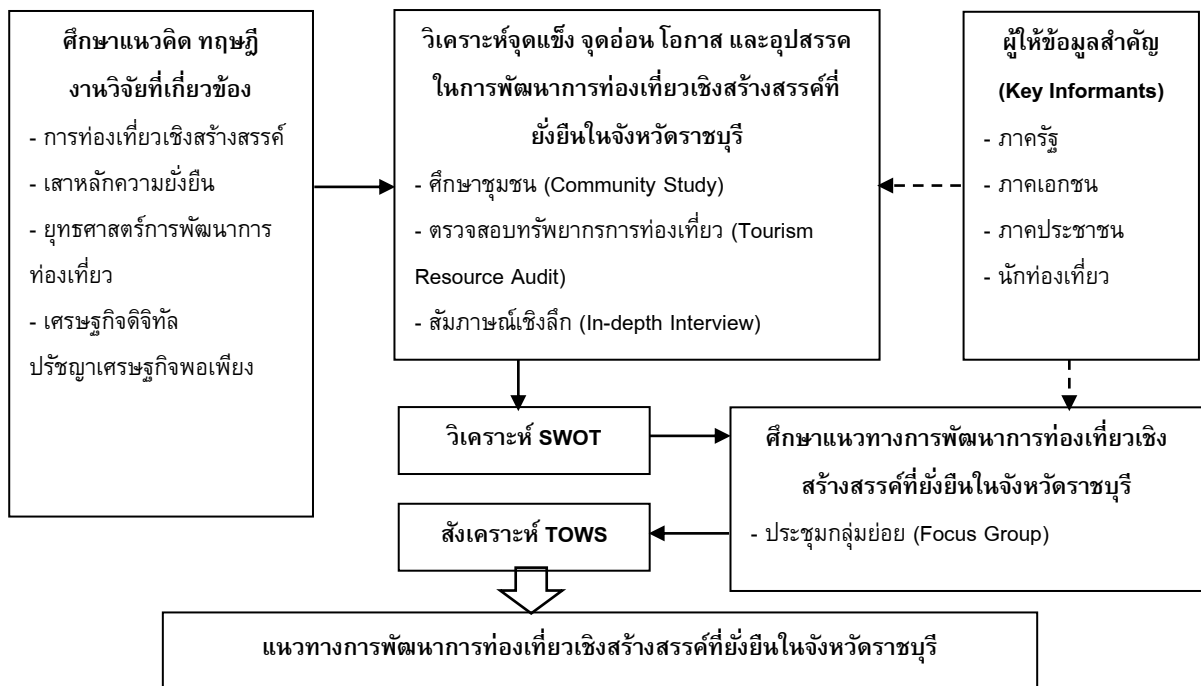 ศึกษาแนวคิด ทฤษฎี
งานวิจัยที่เกี่ยวข้อง
- การท่องเที่ยวเชิงสร้างสรรค์
- เสาหลักความยั่งยืน
- ยุทธศาสตร์การพัฒนาการ
ท่องเที่ยว
- เศรษฐกิจดิจิทัล
ปรัชญาเศรษฐกิจพอเพียง
วิเคราะห์จุดแข็ง จุดอ่อน โอกาส และอุปสรรค
ในการพัฒนาการท่องเที่ยวเชิงสร้างสรรค์ที่
ยั่งยืนในจังหวัดราชบุรี
- ศึกษาชุมชน (Community Study)
- ตรวจสอบทรัพยากรการท่องเที่ยว (Tourism
Resource Audit)
- สัมภาษณ์เชิงลึก (In-depth Interview)
ผู้ให้ข้อมูลสำคัญ
(Key Informants)
- ภาครัฐ
- ภาคเอกชน
- ภาคประชาชน
- นักท่องเที่ยว
วิเคราะห์ SWOT
ศึกษาแนวทางการพัฒนาการท่องเที่ยวเชิง
สร้างสรรค์ที่ยั่งยืนในจังหวัดราชบุรี
- ประชุมกลุ่มย่อย (Focus Group)
สังเคราะห์ TOWS
แนวทางการพัฒนาการท่องเที่ยวเชิงสร้างสรรค์ที่ยั่งยืนในจังหวัดราชบุรี